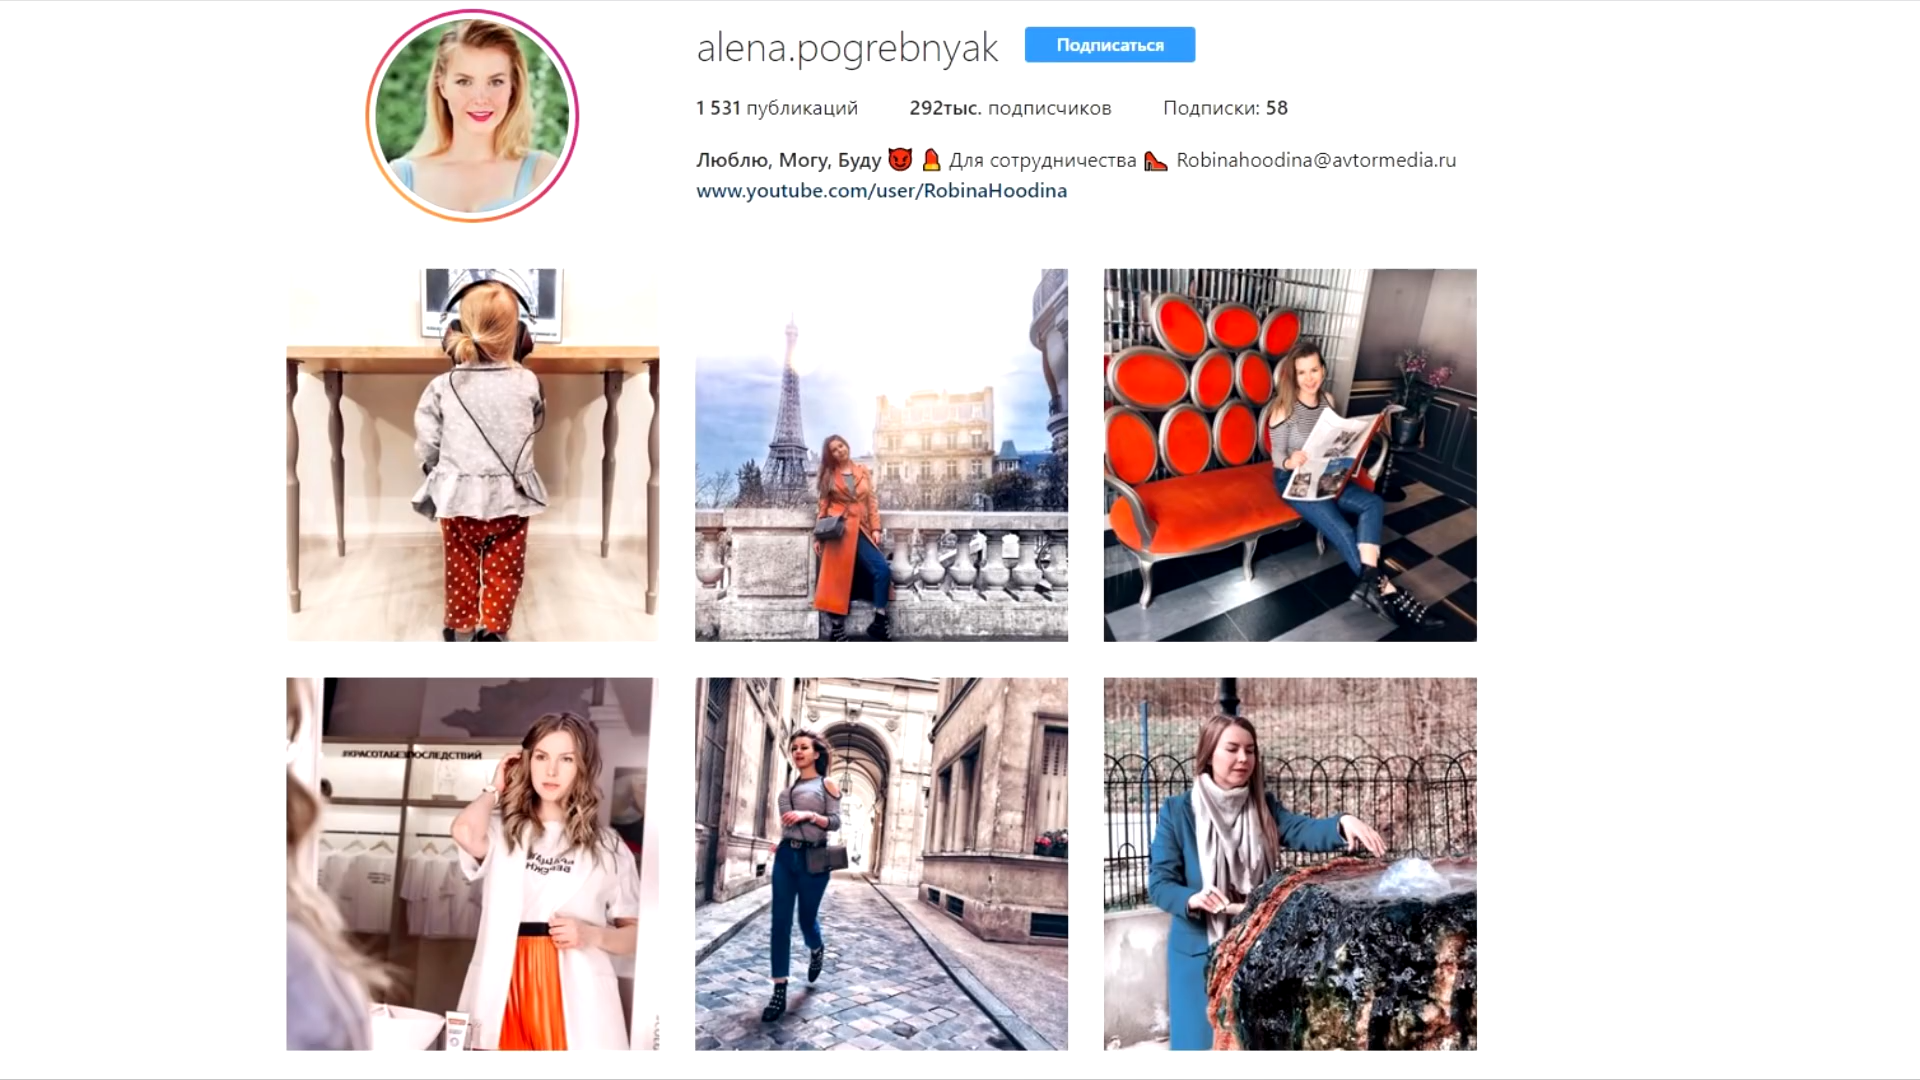 alena.pogrebnyak Подписаться
1 531 публикаций 292тыс. подписчиков Подписки: 58
Люблю, Могу, Буду 😈 💄 Для сотрудничества 👠 Robinahoodina@avtormedia.ru
www.youtube.com/user/RobinaHoodina
#КРАСОТАБЕЗПОСЛЕДСТВИЙ